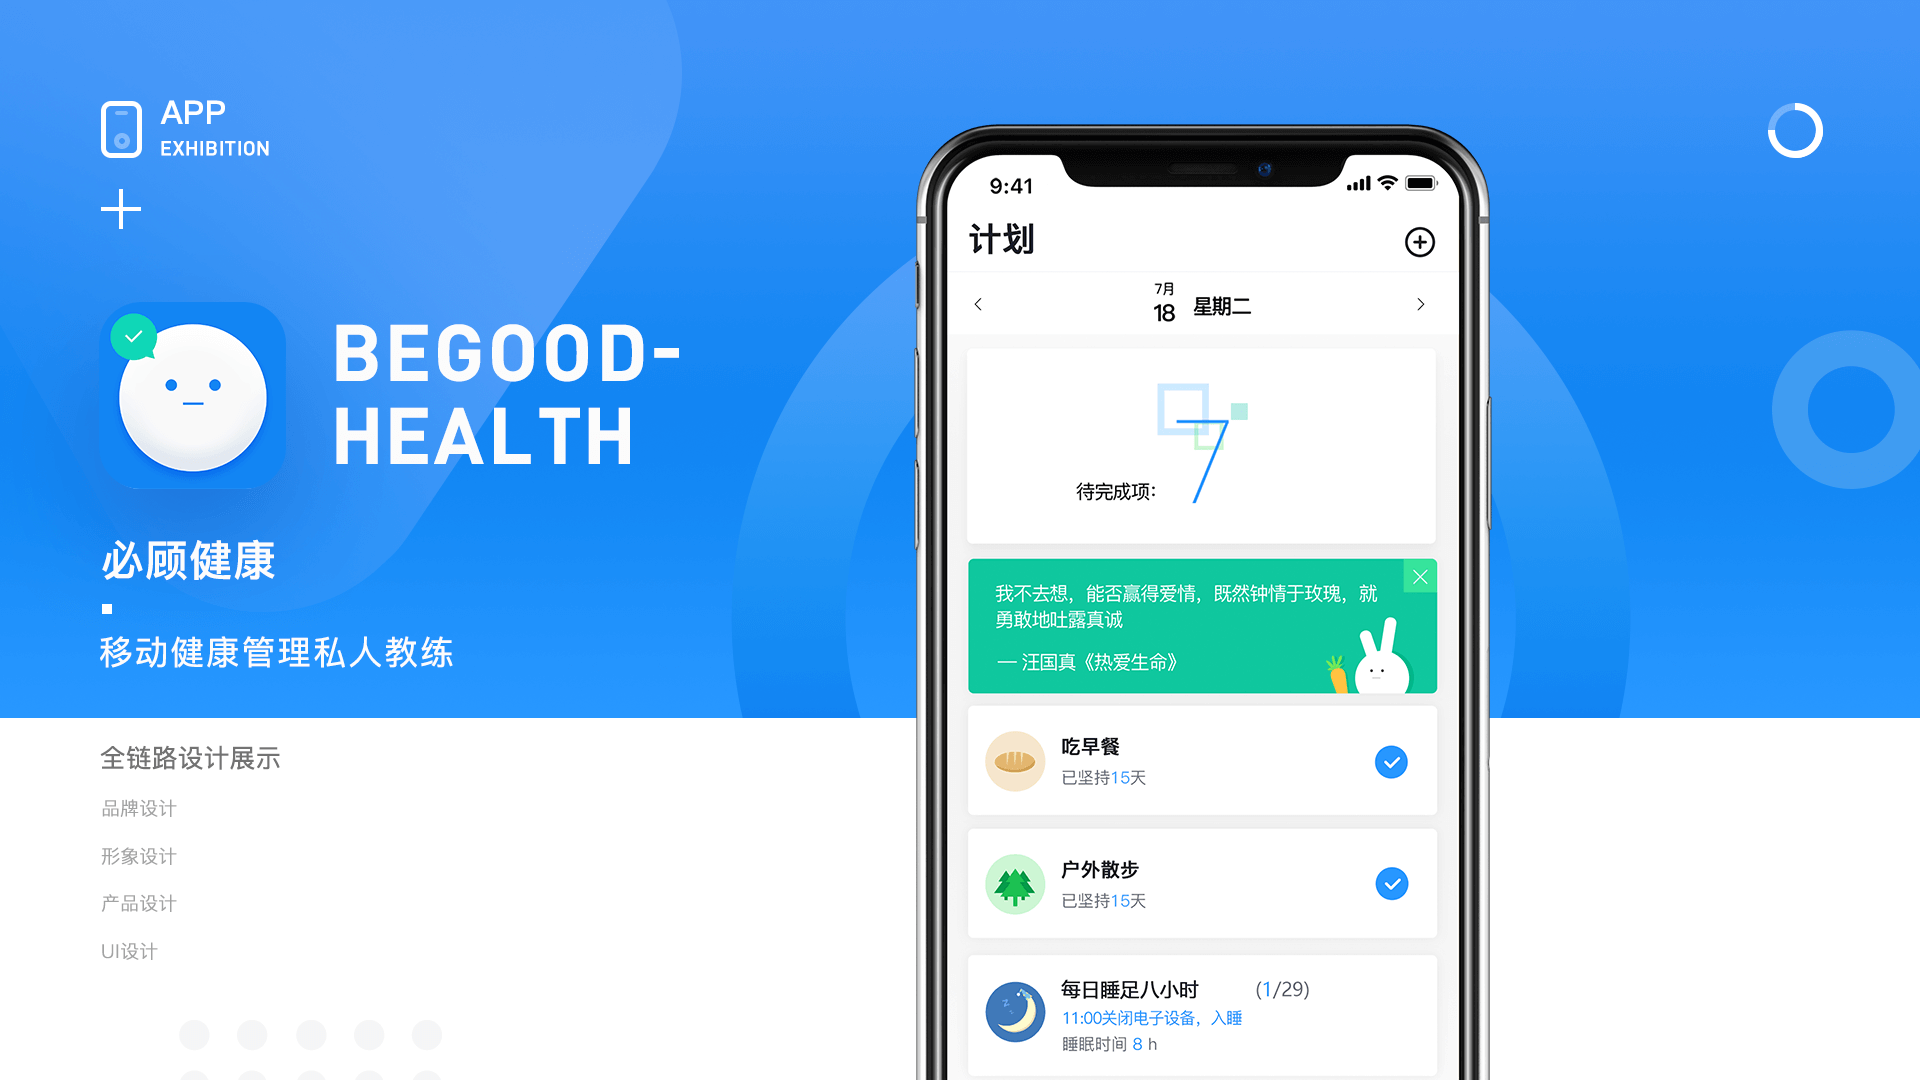 APP
EXHIBITION
BEGOOD-
HEALTH
必顾健康
移动健康管理私人教练
全链路设计展示
品牌设计
形象设计
产品设计
UI设计
9:41
计划
7月
18 星期二
待完成项: 7
我不去想，能否赢得爱情，既然钟情于玫瑰，就
勇敢地吐露真诚
— 汪国真《热爱生命》
吃早餐
已坚持15天
户外散步
已坚持15天
每日睡足八小时 (1/29)
11:00关闭电子设备，入睡
睡眠时间 8 h